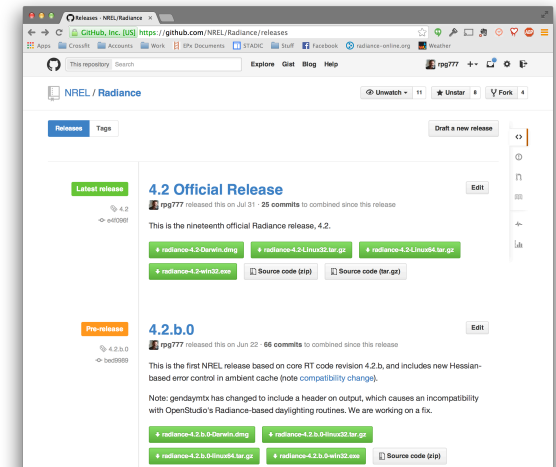 Releases · NREL/Radiance
GitHub, Inc. [US] https://github.com/NREL/Radiance/releases
Apps Crossfit Accounts Work EPx Documents STADIC Stuff Facebook radiance-online.org Weather
This repository Search Explore Gist Blog Help rpg777
NREL / Radiance Unwatch 11 Unstar 8 Fork 4
Releases Tags Draft a new release
Latest release 4.2 Official Release Edit
4.2 rpg777 released this on Jul 31 · 25 commits to combined since this release
e4f096f
This is the nineteenth official Radiance release, 4.2.
radiance-4.2-Darwin.dmg radiance-4.2-Linux32.tar.gz radiance-4.2-Linux64.tar.gz
radiance-4.2-win32.exe Source code (zip) Source code (tar.gz)
Pre-release 4.2.b.0 Edit
4.2.b.0 rpg777 released this on Jun 22 · 66 commits to combined since this release
bed9989
This is the first NREL release based on core RT code revision 4.2.b, and includes new Hessian-
based error control in ambient cache (note compatibility change).
Note: gendaymtx has changed to include a header on output, which causes an incompatibility
with OpenStudio's Radiance-based daylighting routines. We are working on a fix.
radiance-4.2.b.0-Darwin.dmg radiance-4.2.b.0-linux32.tar.gz
radiance-4.2.b.0-linux64.tar.gz radiance-4.2.b.0-win32.exe Source code (zip)